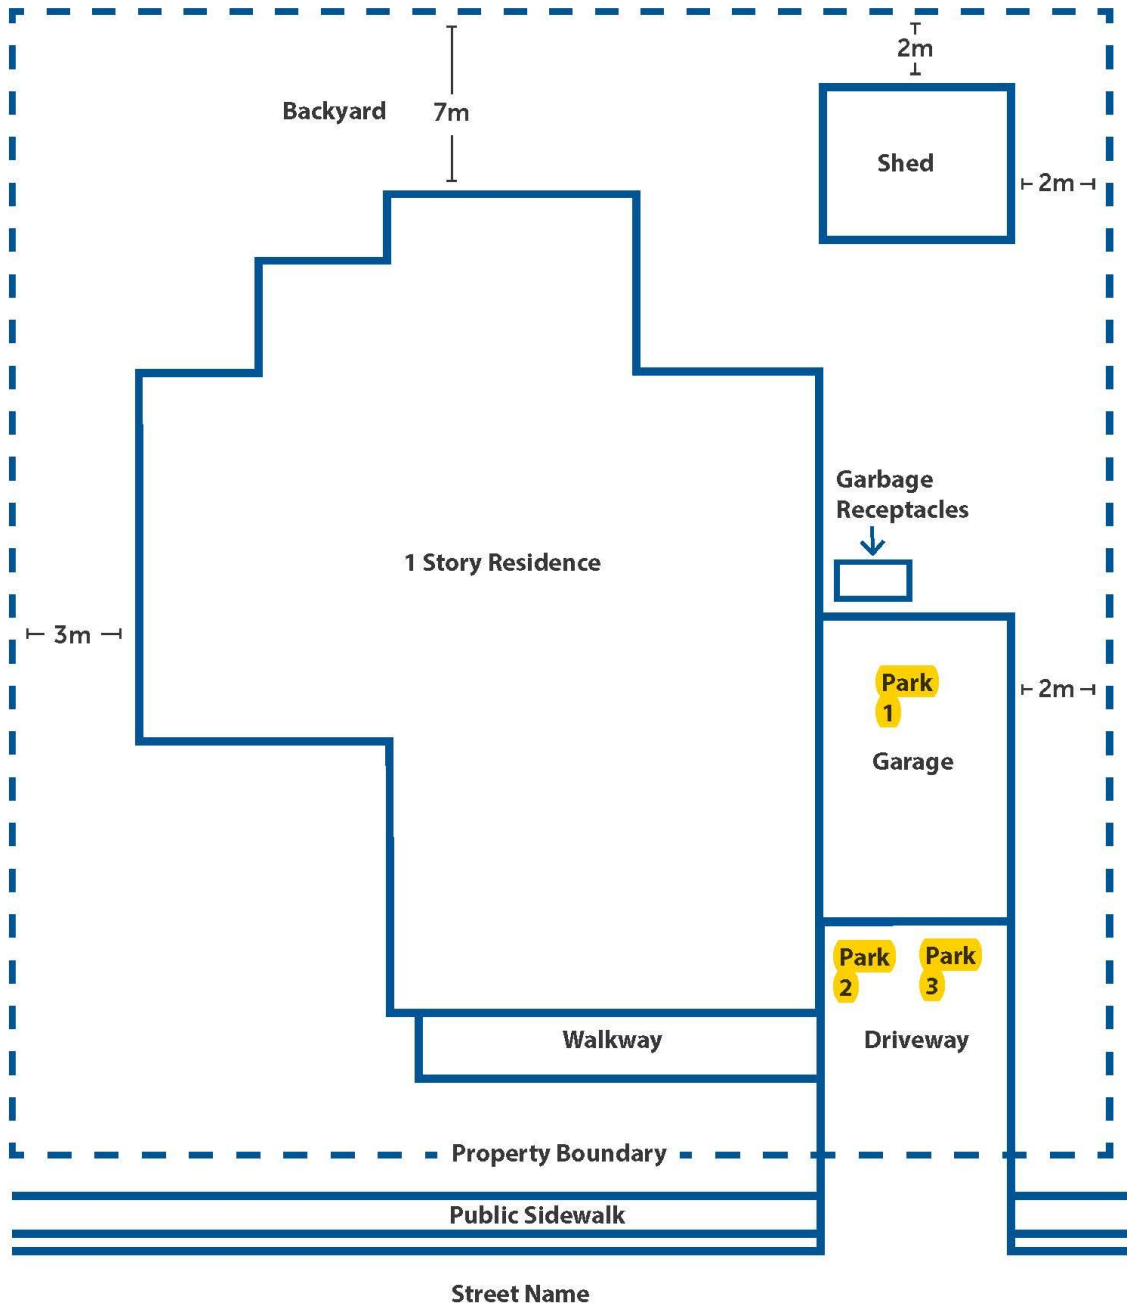 2m
Backyard
7m
Shed
2m
Garbage
Receptacles
1 Story Residence
3m
Park
1
2m
Garage
Park
2
Park
3
Walkway
Driveway
Property Boundary
Public Sidewalk
Street Name